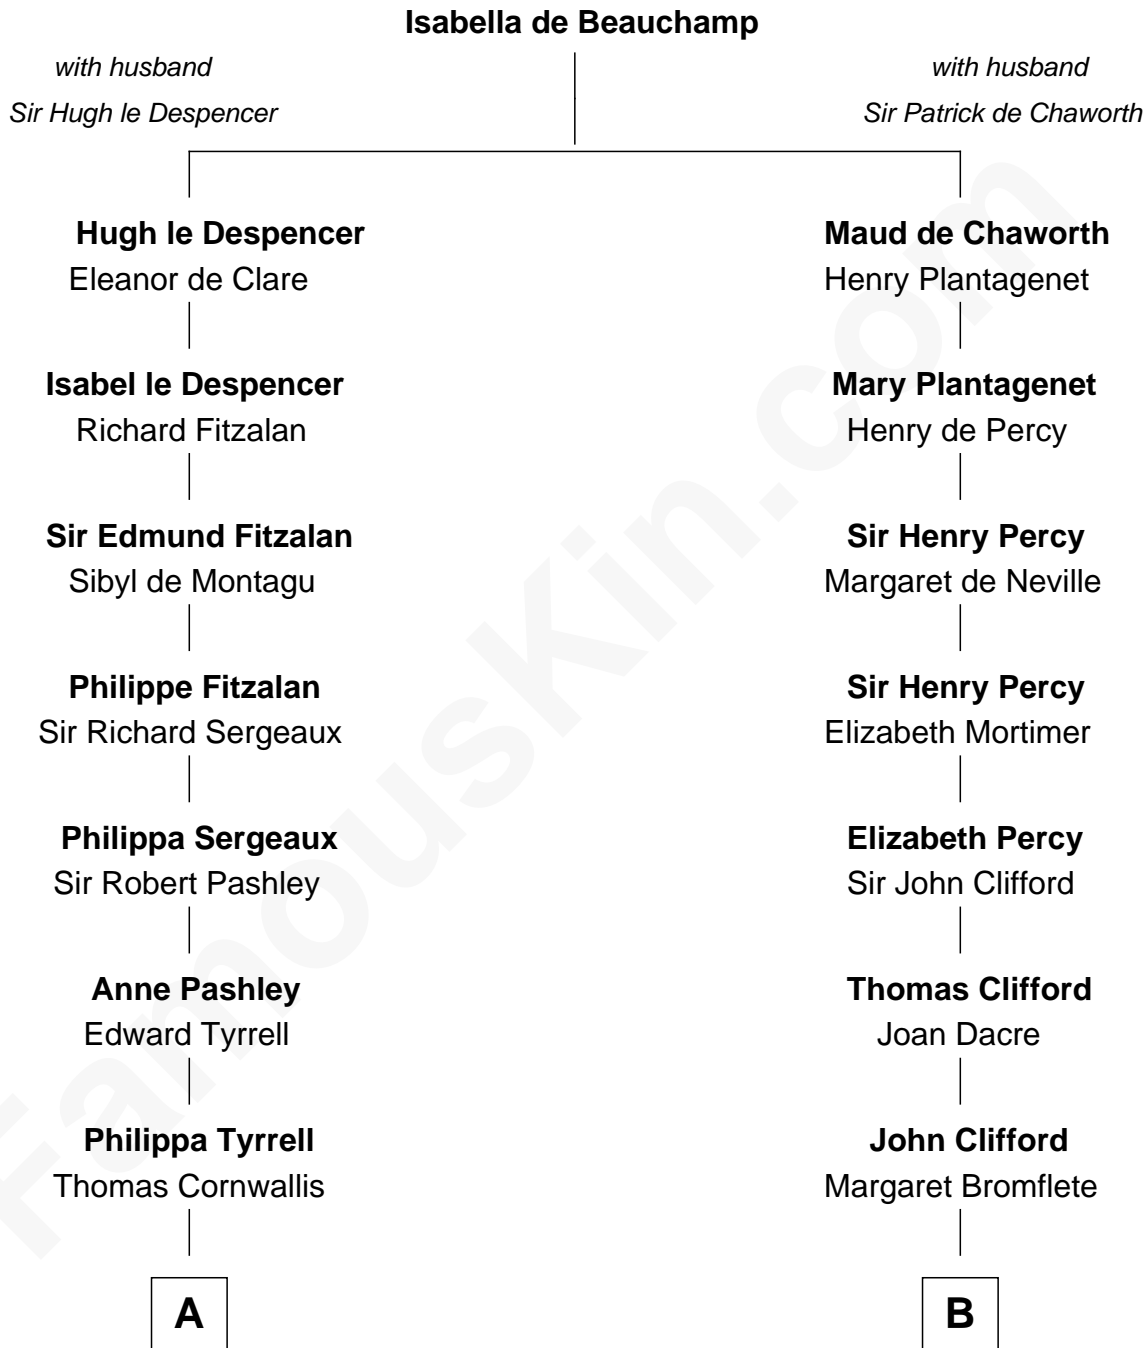 Isabella de Beauchamp
with husband
Sir Hugh le Despencer
with husband
Sir Patrick de Chaworth
Hugh le Despencer
Eleanor de Clare
Maud de Chaworth
Henry Plantagenet
Isabel le Despencer
Richard Fitzalan
Mary Plantagenet
Henry de Percy
Sir Edmund Fitzalan
Sibyl de Montagu
Sir Henry Percy
Margaret de Neville
Philippe Fitzalan
Sir Richard Sergeaux
Sir Henry Percy
Elizabeth Mortimer
Philippa Sergeaux
Sir Robert Pashley
Elizabeth Percy
Sir John Clifford
Anne Pashley
Edward Tyrrell
Thomas Clifford
Joan Dacre
Philippa Tyrrell
Thomas Cornwallis
John Clifford
Margaret Bromflete
A
B
FamousKin.com